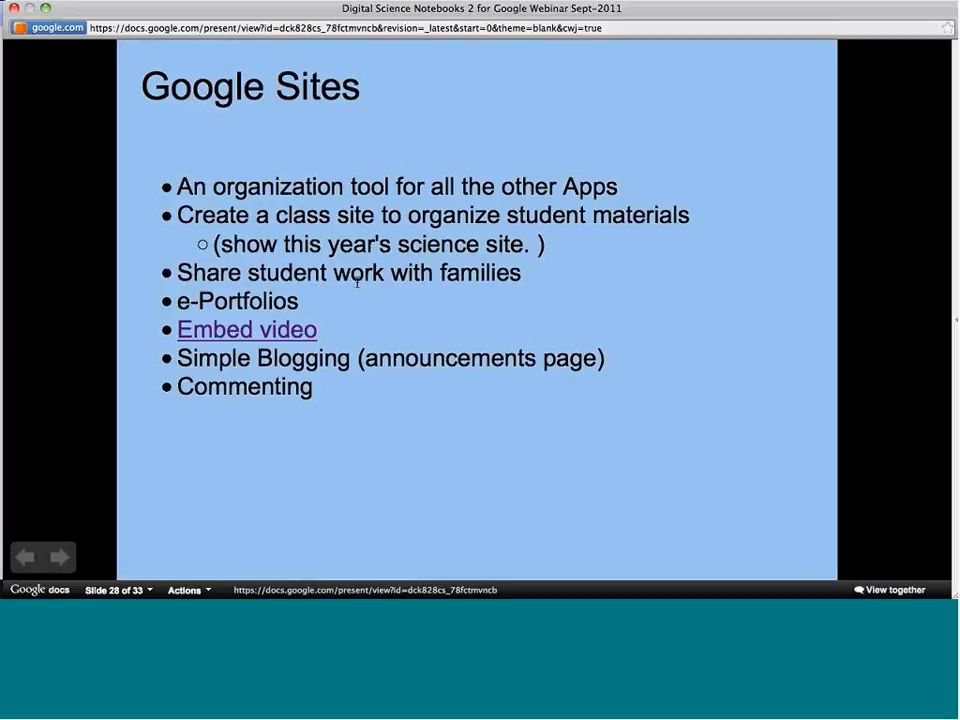 Digital Science Notebooks 2 for Google Webinar Sept-2011
google.com https://docs.google.com/present/view?id=dck828cs_78fctmvncb&revision=_latest&start=0&theme=blank&cwj=true
Google Sites
• An organization tool for all the other Apps
• Create a class site to organize student materials
○ (show this year's science site. )
• Share student work with families
• e-Portfolios
• Embed video
• Simple Blogging (announcements page)
• Commenting
Google docs Slide 28 of 33 Actions https://docs.google.com/present/view?id=dck828cs_78fctmvncb View together